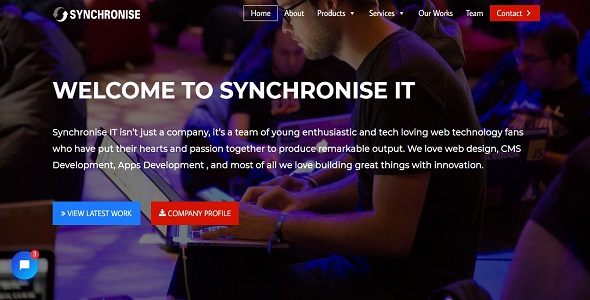 SYNCHRONISE
Home About Products Services Our Works Team Contact
WELCOME TO SYNCHRONISE IT
Synchronise IT isn't just a company, it's a team of young enthusiastic and tech loving web technology fans
who have put their hearts and passion together to produce remarkable output. We love web design, CMS
Development, Apps Development , and most of all we love building great things with innovation.
VIEW LATEST WORK COMPANY PROFILE
3